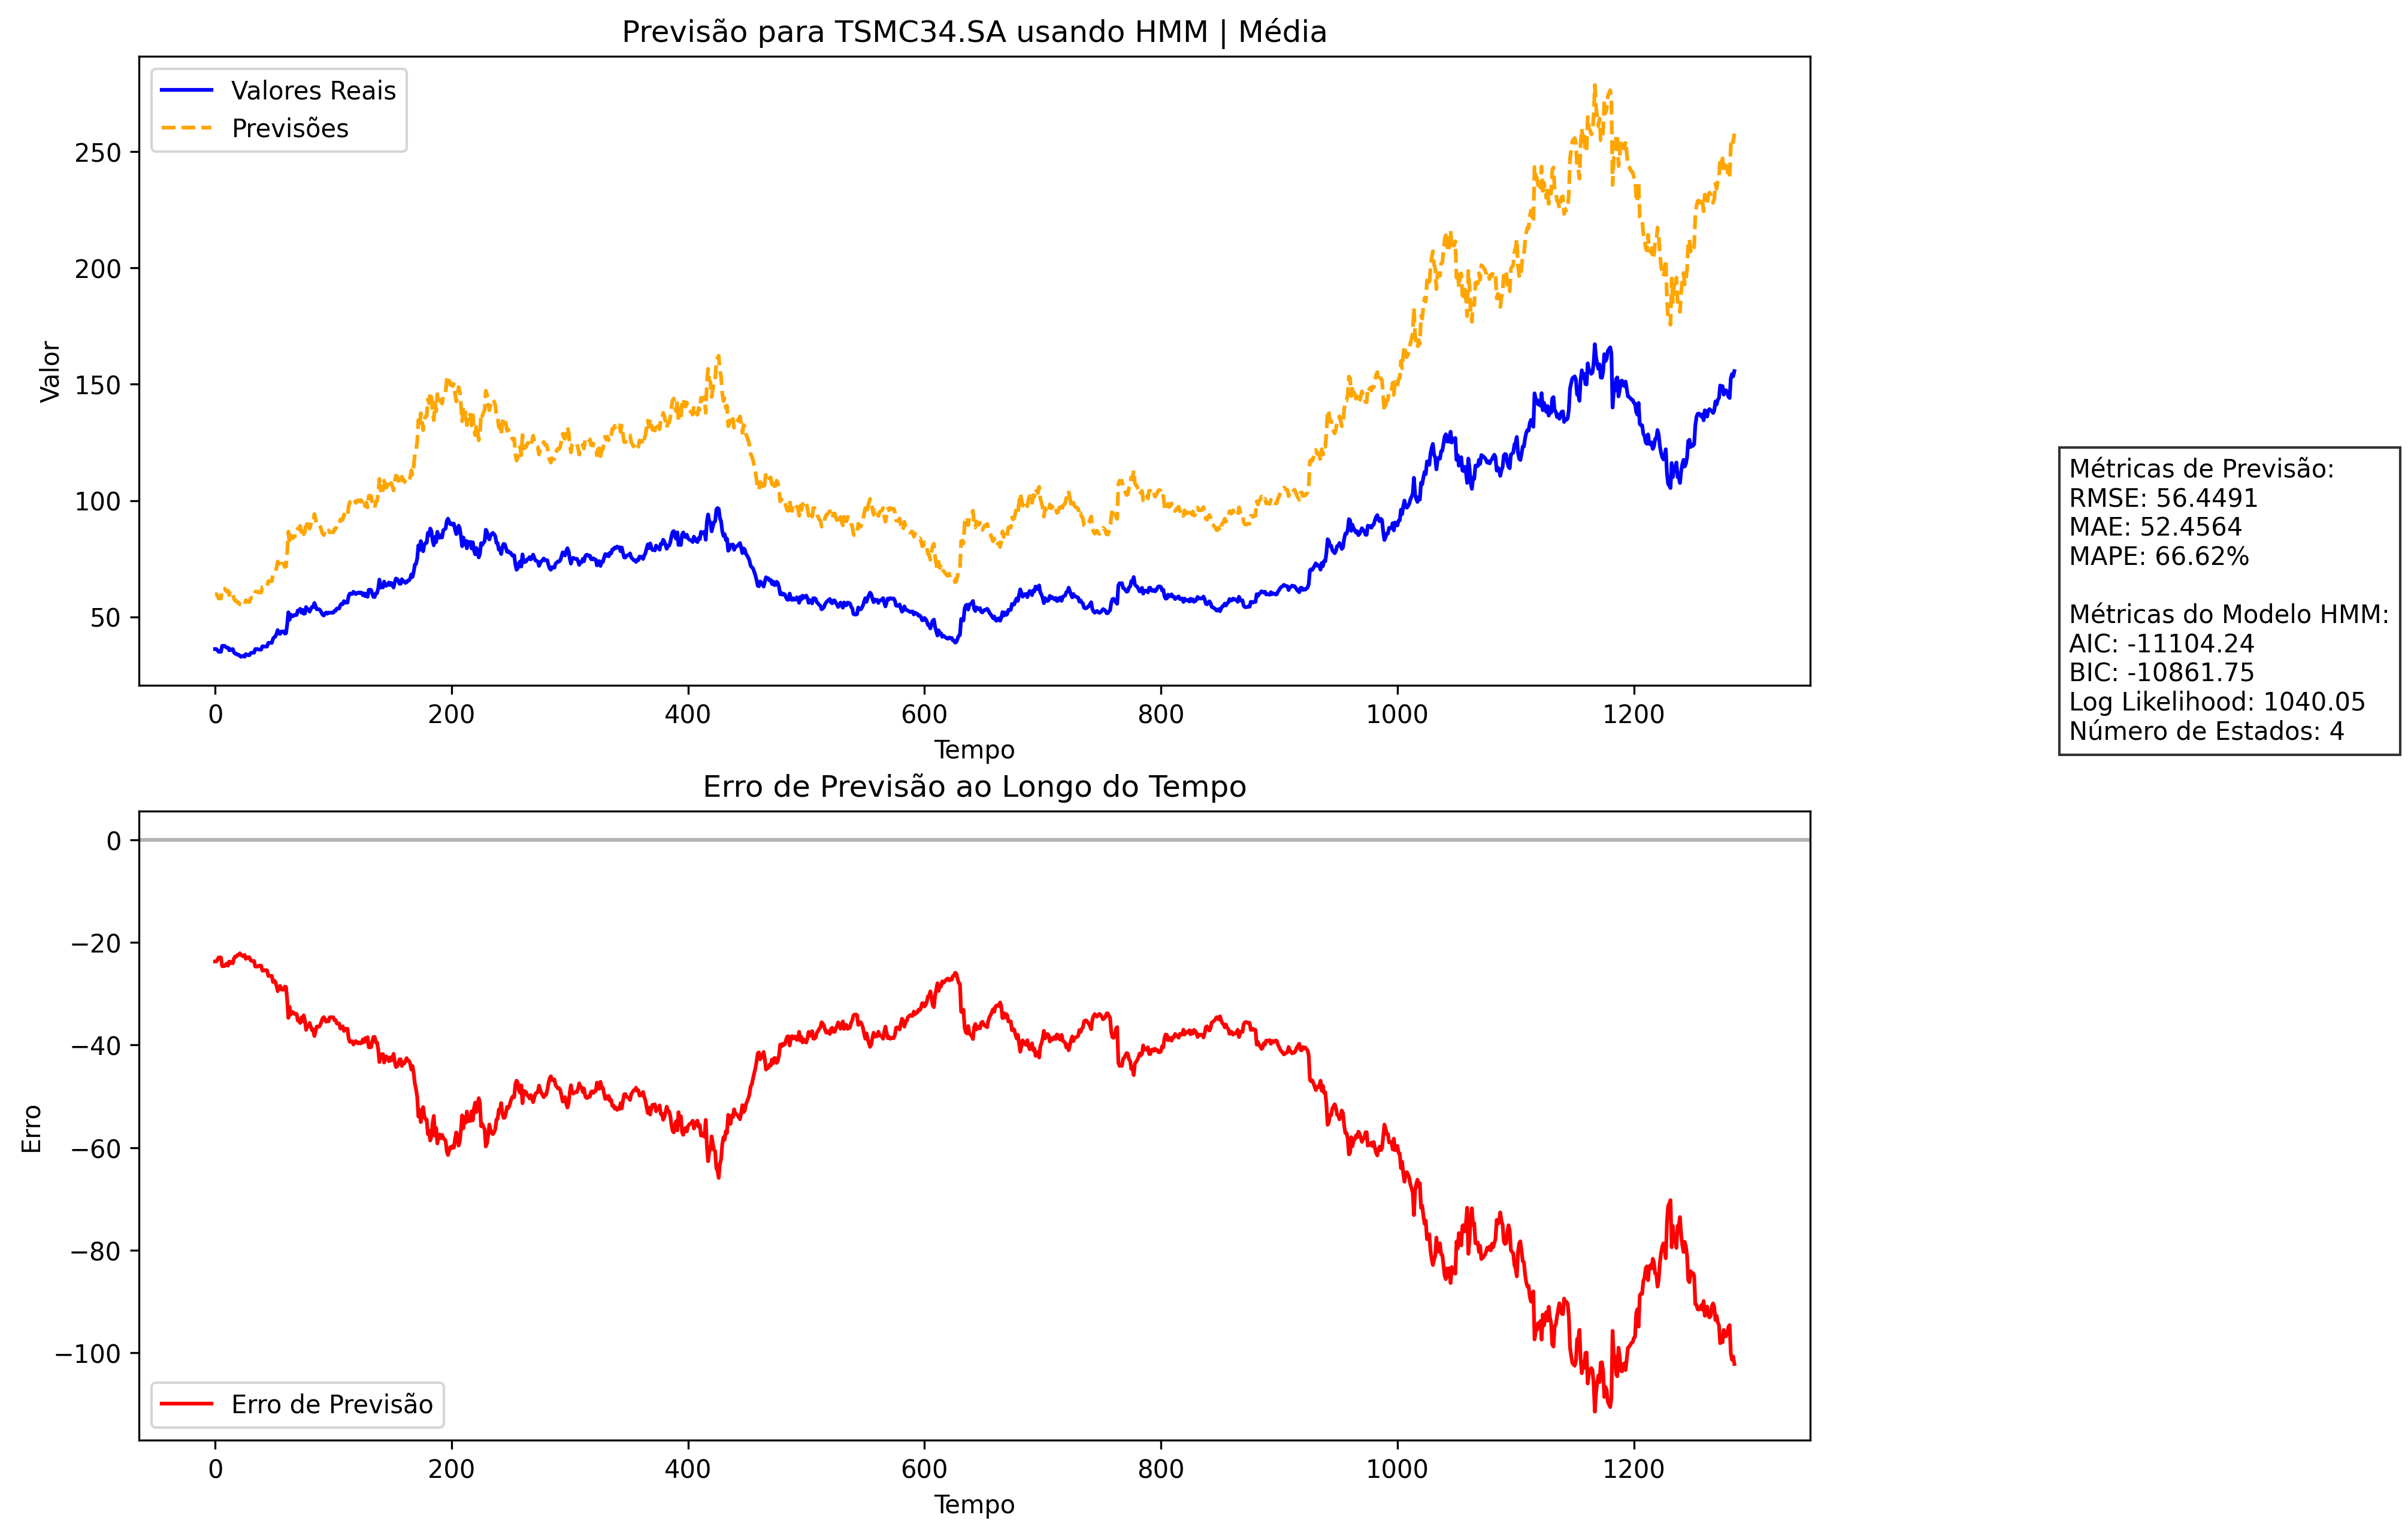 Previsão para TSMC34.SA usando HMM | Média
Valores Reais
Previsões
250
200
150
100
50
Valor
0 200 400 600 800 1000 1200
Tempo
Métricas de Previsão:
RMSE: 56.4491
MAE: 52.4564
MAPE: 66.62%
Métricas do Modelo HMM:
AIC: -11104.24
BIC: -10861.75
Log Likelihood: 1040.05
Número de Estados: 4
Erro de Previsão ao Longo do Tempo
0
−20
−40
−60
−80
−100
Erro
Erro de Previsão
0 200 400 600 800 1000 1200
Tempo